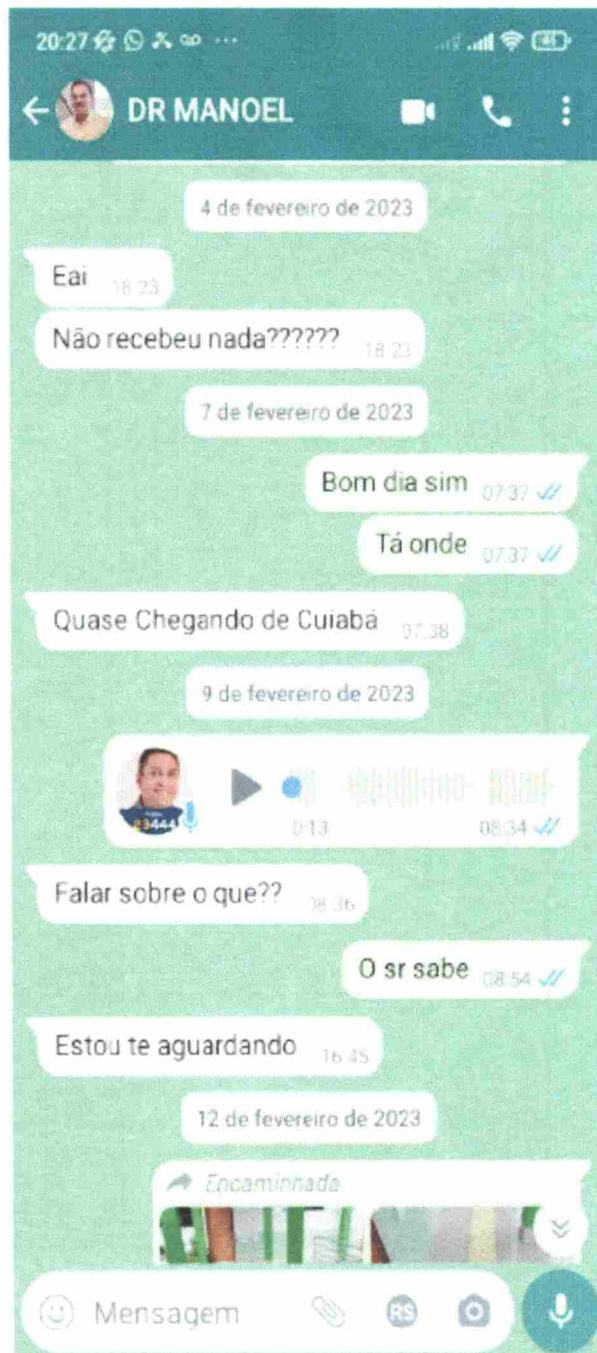 20:27
DR MANOEL
4 de fevereiro de 2023
Eai 18:23
Não recebeu nada?????? 18:23
7 de fevereiro de 2023
Bom dia sim 07:37
Tá onde 07:37
Quase Chegando de Cuiabá 07:38
9 de fevereiro de 2023
23444
0:13 08:34
Falar sobre o que?? 08:36
O sr sabe 08:54
Estou te aguardando 16:45
12 de fevereiro de 2023
Encaminhada
Mensagem